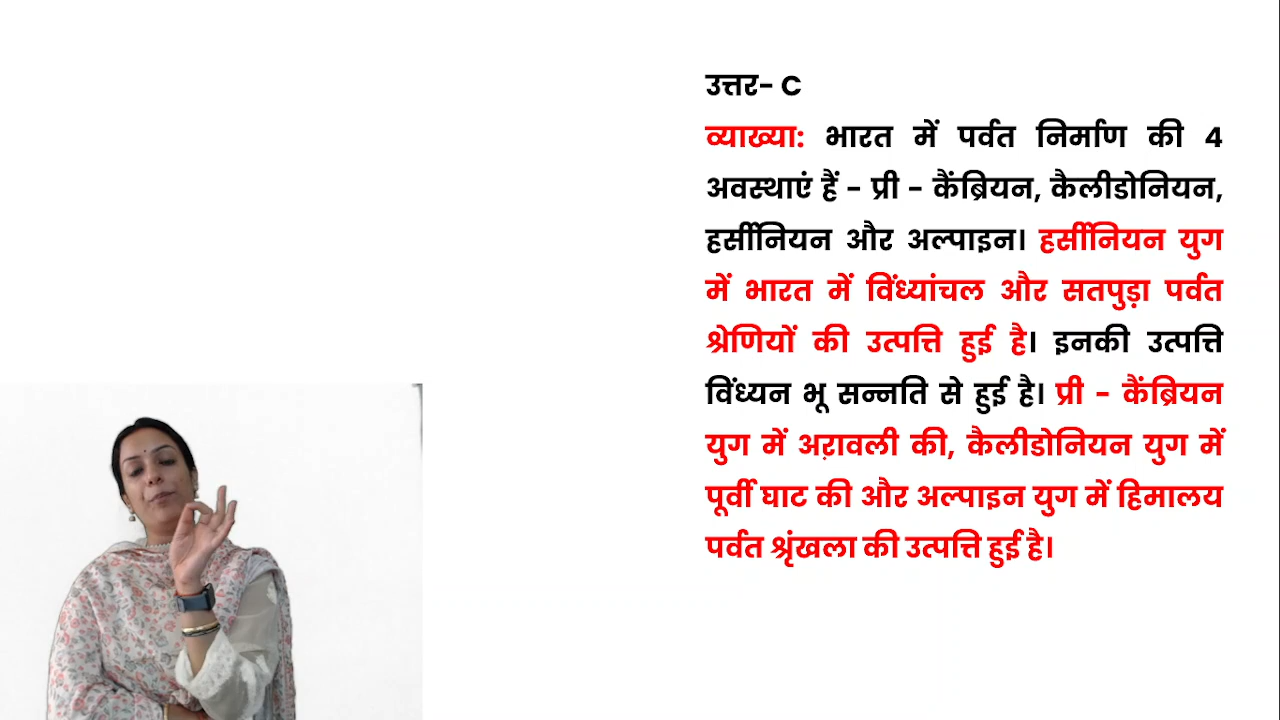 उत्तर- C
व्याख्या: भारत में पर्वत निर्माण की 4
अवस्थाएं हैं - प्री - कैंब्रियन, कैलीडोनियन,
हर्सीनियन और अल्पाइन। हर्सीनियन युग
में भारत में विंध्यांचल और सतपुड़ा पर्वत
श्रेणियों की उत्पत्ति हुई है। इनकी उत्पत्ति
विंध्यन भू सन्नति से हुई है। प्री - कैंब्रियन
युग में अऱावली की, कैलीडोनियन युग में
पूर्वी घाट की और अल्पाइन युग में हिमालय
पर्वत श्रृंखला की उत्पत्ति हुई है।